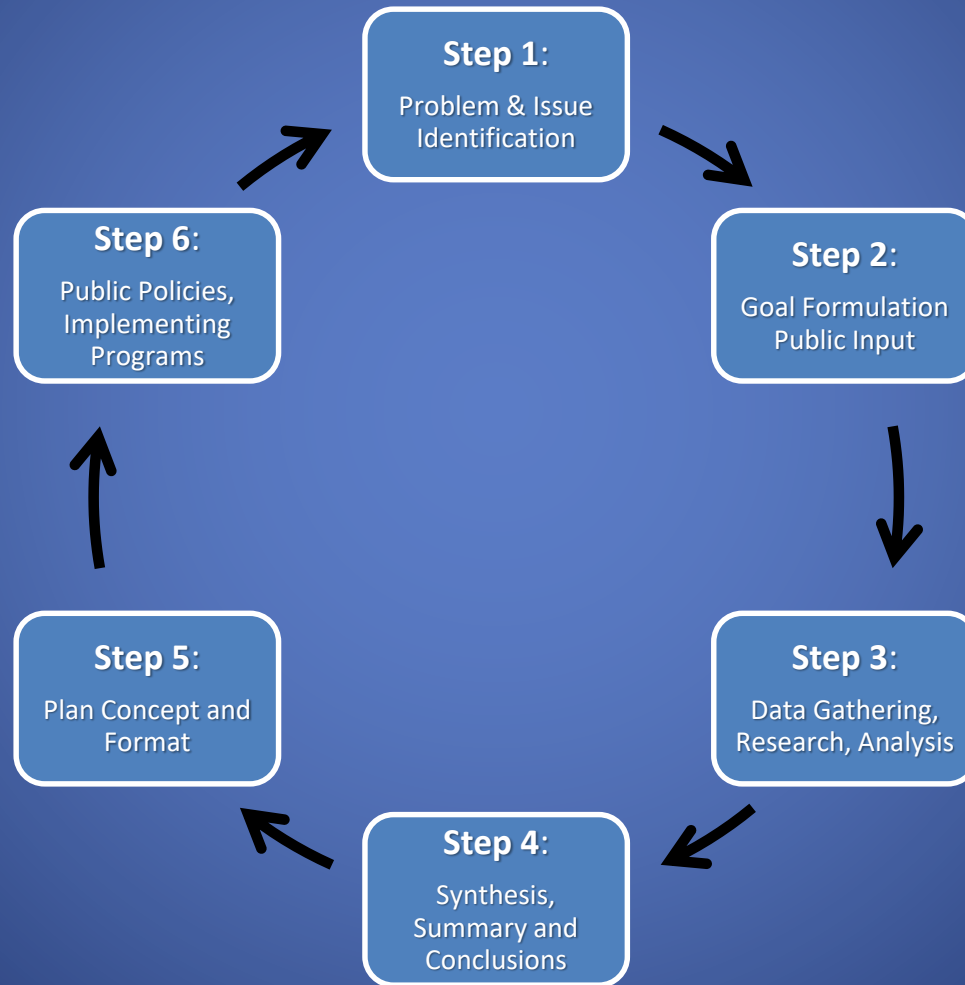 Step 1:
Problem & Issue
Identification
Step 2:
Goal Formulation
Public Input
Step 3:
Data Gathering,
Research, Analysis
Step 4:
Synthesis,
Summary and
Conclusions
Step 5:
Plan Concept and
Format
Step 6:
Public Policies,
Implementing
Programs